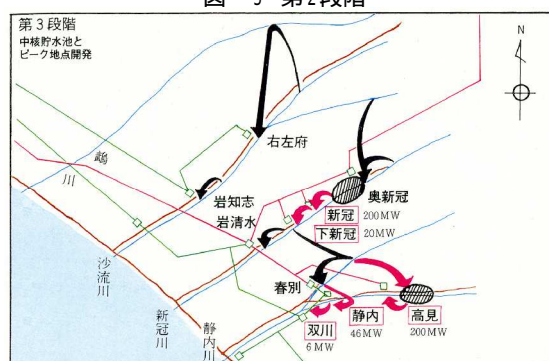 図 5 第2段階
第3段階
中核貯水池と
ピーク地点開発
N
鵡川
右左府
岩知志
岩清水
奥新冠
新冠 200MW
下新冠 20MW
春別
沙流川
新冠川
静内川
双川
6MW
静内
46MW
高見
200MW